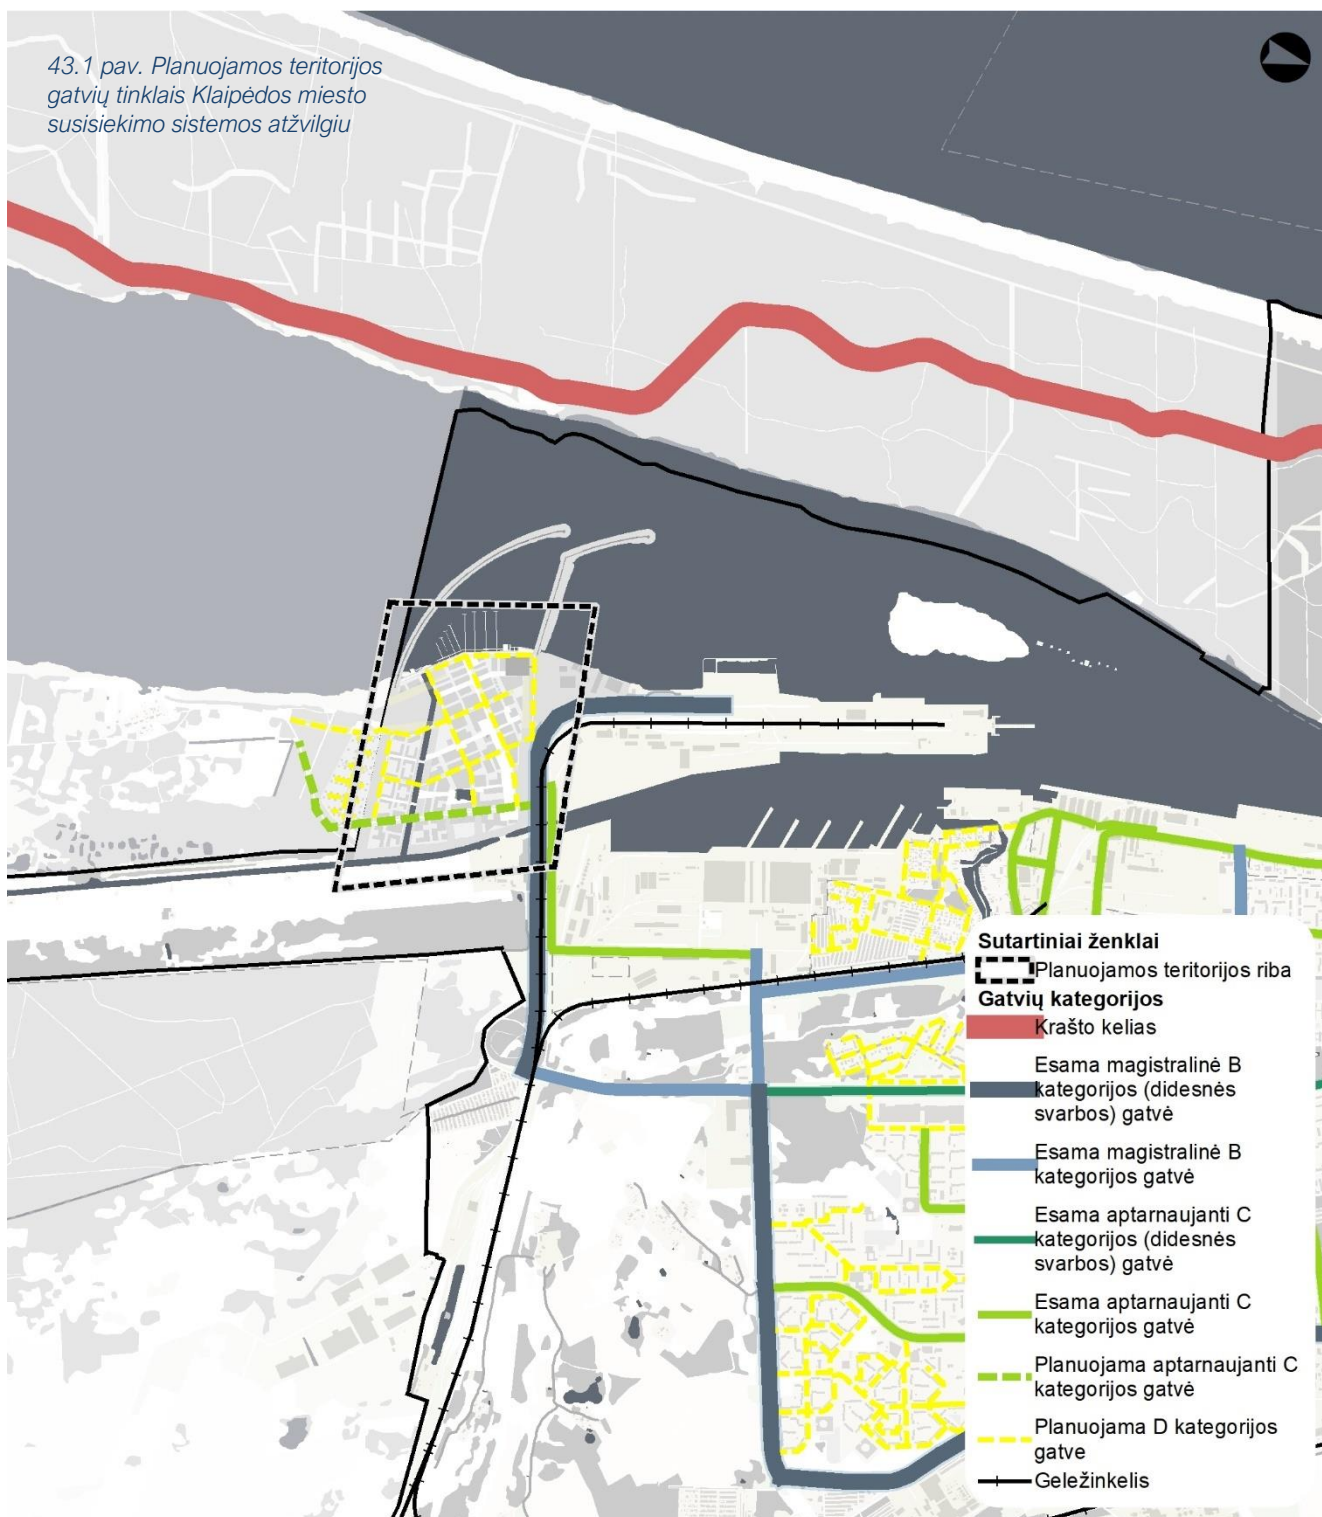 43.1 pav. Planuojamos teritorijos
gatvių tinklais Klaipėdos miesto
susisiekimo sistemos atžvilgiu
Sutartiniai ženklai
Planuojamos teritorijos riba
Gatvių kategorijos
Krašto kelias
Esama magistralinė B
kategorijos (didesnės
svarbos) gatvė
Esama magistralinė B
kategorijos gatvė
Esama aptarnaujanti C
kategorijos (didesnės
svarbos) gatvė
Esama aptarnaujanti C
kategorijos gatvė
Planuojama aptarnaujanti C
kategorijos gatvė
Planuojama D kategorijos
gatve
Geležinkelis